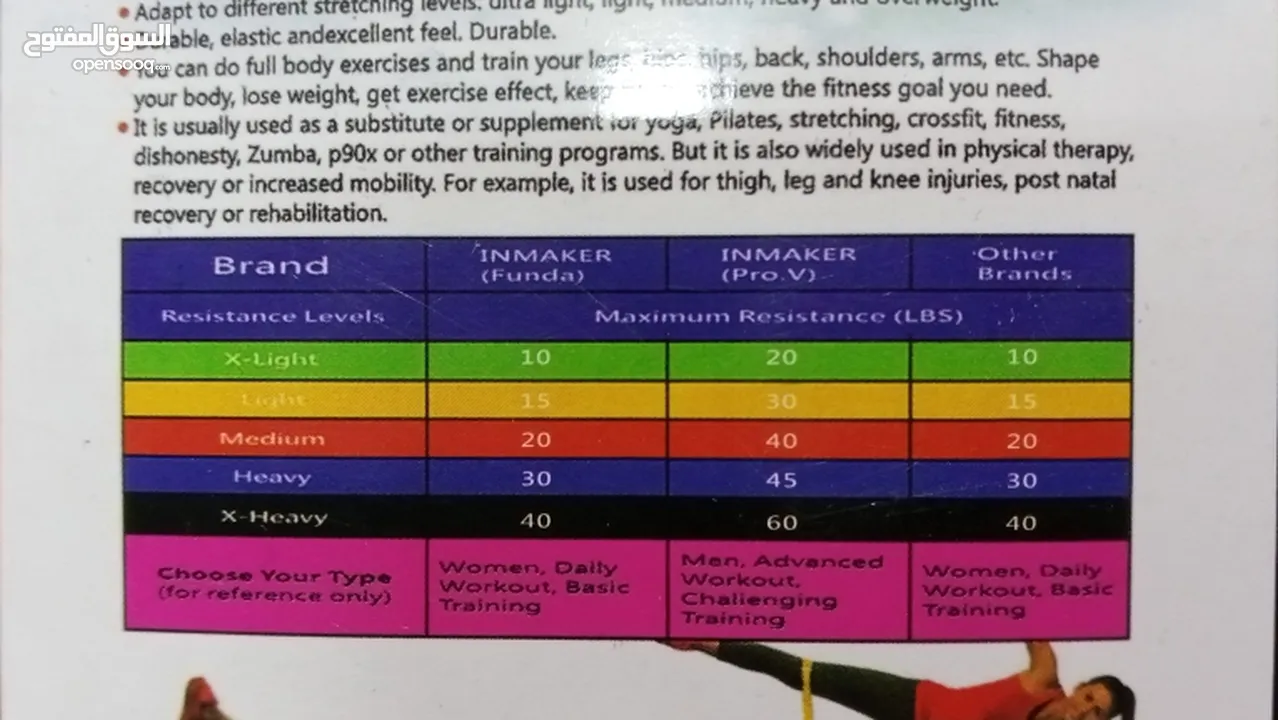 • Adapt to different stretching levels: ultra light, light, medium, heavy and overweight.
السوق المفتوح
opensooq.com
able, elastic andexcellent feel. Durable.
• You can do full body exercises and train your legs, hips, back, shoulders, arms, etc. Shape
your body, lose weight, get exercise effect, keep achieve the fitness goal you need.
• It is usually used as a substitute or supplement for yoga, Pilates, stretching, crossfit, fitness,
dishonesty, Zumba, p90x or other training programs. But it is also widely used in physical therapy,
recovery or increased mobility. For example, it is used for thigh, leg and knee injuries, post natal
recovery or rehabilitation.
Brand INMAKER (Funda) INMAKER (Pro.V) Other Brands
Resistance Levels Maximum Resistance (LBS)
X-Light 10 20 10
Light 15 30 15
Medium 20 40 20
Heavy 30 45 30
X-Heavy 40 60 40
Choose Your Type (for reference only) Women, Daily Workout, Basic Training Men, Advanced Workout, Challenging Training Women, Daily Workout, Basic Training